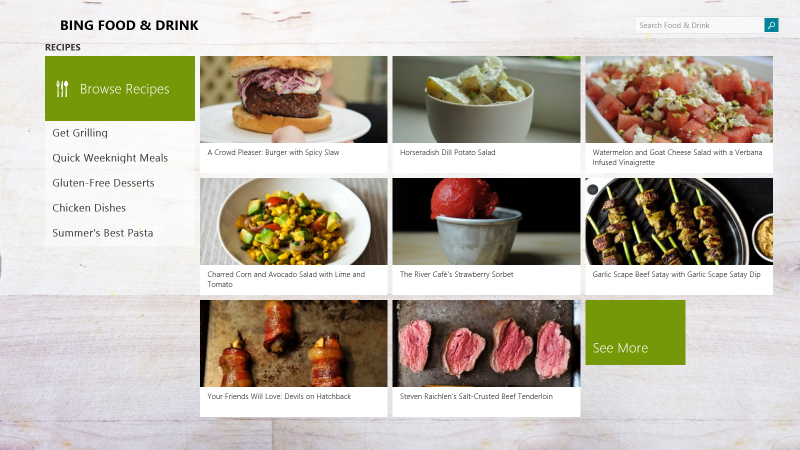 BING FOOD & DRINK
Search Food & Drink
RECIPES
Browse Recipes
Get Grilling
Quick Weeknight Meals
Gluten-Free Desserts
Chicken Dishes
Summer's Best Pasta
A Crowd Pleaser: Burger with Spicy Slaw
Horseradish Dill Potato Salad
Watermelon and Goat Cheese Salad with a Verbana
Infused Vinaigrette
Charred Corn and Avocado Salad with Lime and
Tomato
The River Café's Strawberry Sorbet
Garlic Scape Beef Satay with Garlic Scape Satay Dip
Your Friends Will Love: Devils on Hatchback
Steven Raichlen's Salt-Crusted Beef Tenderloin
See More